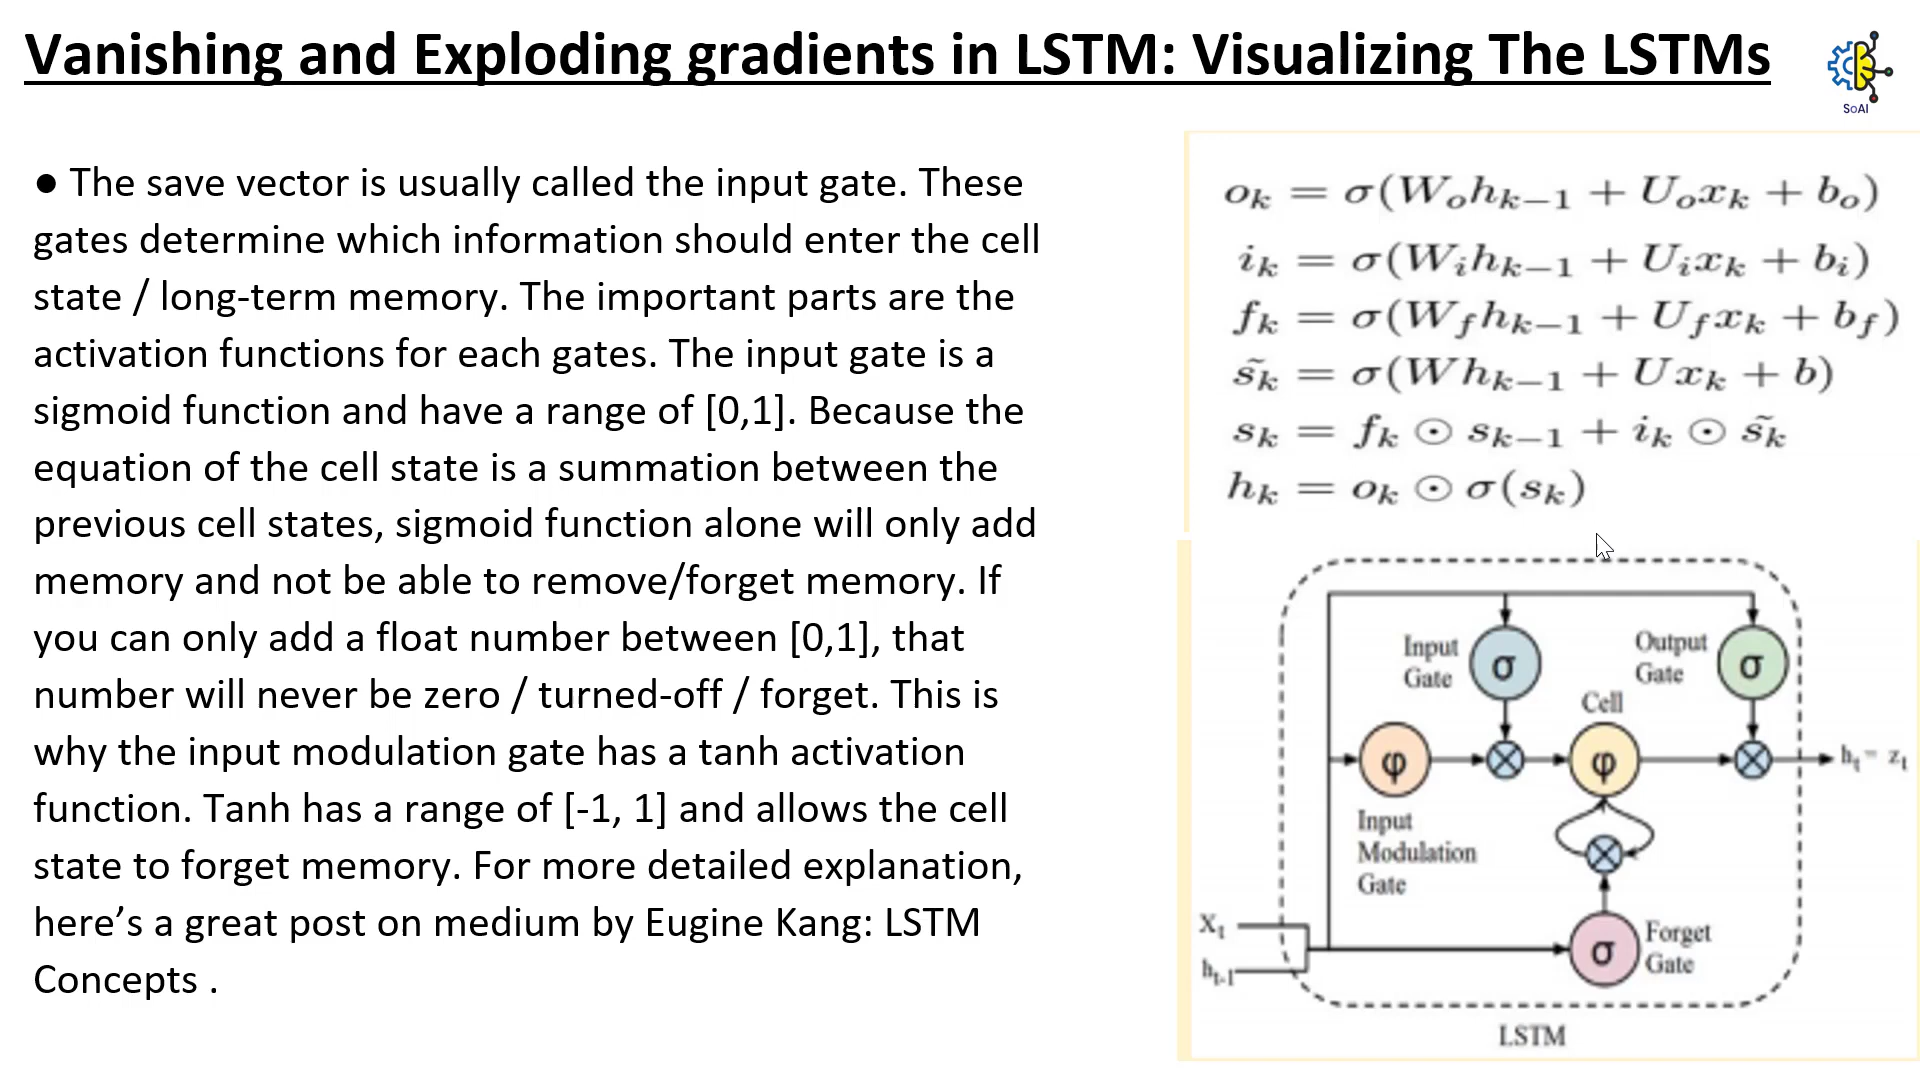 Vanishing and Exploding gradients in LSTM: Visualizing The LSTMs
SoAI
● The save vector is usually called the input gate. These
gates determine which information should enter the cell
state / long-term memory. The important parts are the
activation functions for each gates. The input gate is a
sigmoid function and have a range of [0,1]. Because the
equation of the cell state is a summation between the
previous cell states, sigmoid function alone will only add
memory and not be able to remove/forget memory. If
you can only add a float number between [0,1], that
number will never be zero / turned-off / forget. This is
why the input modulation gate has a tanh activation
function. Tanh has a range of [-1, 1] and allows the cell
state to forget memory. For more detailed explanation,
here’s a great post on medium by Eugine Kang: LSTM
Concepts .
o_k = σ(W_o h_{k−1} + U_o x_k + b_o)
i_k = σ(W_i h_{k−1} + U_i x_k + b_i)
f_k = σ(W_f h_{k−1} + U_f x_k + b_f)
s̃_k = σ(W h_{k−1} + U x_k + b)
s_k = f_k ⊙ s_{k−1} + i_k ⊙ s̃_k
h_k = o_k ⊙ σ(s_k)
Input
Gate
σ
Output
Gate
σ
Cell
φ
φ
h_t = z_t
Input
Modulation
Gate
X_t
h_{t-1}
σ
Forget
Gate
LSTM